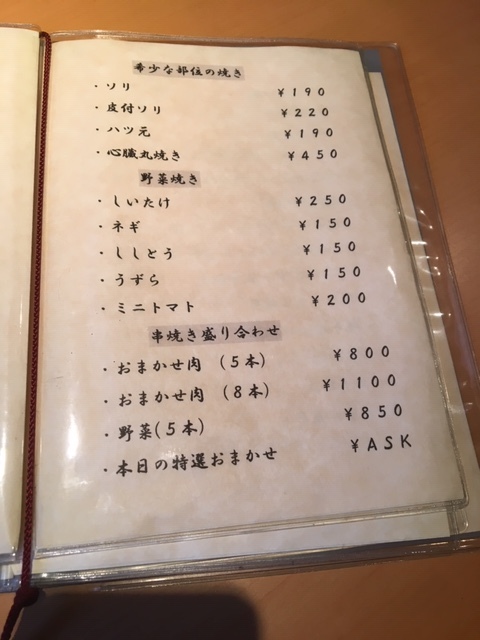 希少な部位の焼き
・ソリ ￥190
・皮付ソリ ￥220
・ハツ元 ￥190
・心臓丸焼き ￥450
野菜焼き
・しいたけ ￥250
・ネギ ￥150
・ししとう ￥150
・うずら ￥150
・ミニトマト ￥200
串焼き盛り合わせ
・おまかせ肉 （5本） ￥800
・おまかせ肉 （8本） ￥1100
・野菜(5本) ￥850
・本日の特選おまかせ ￥ASK